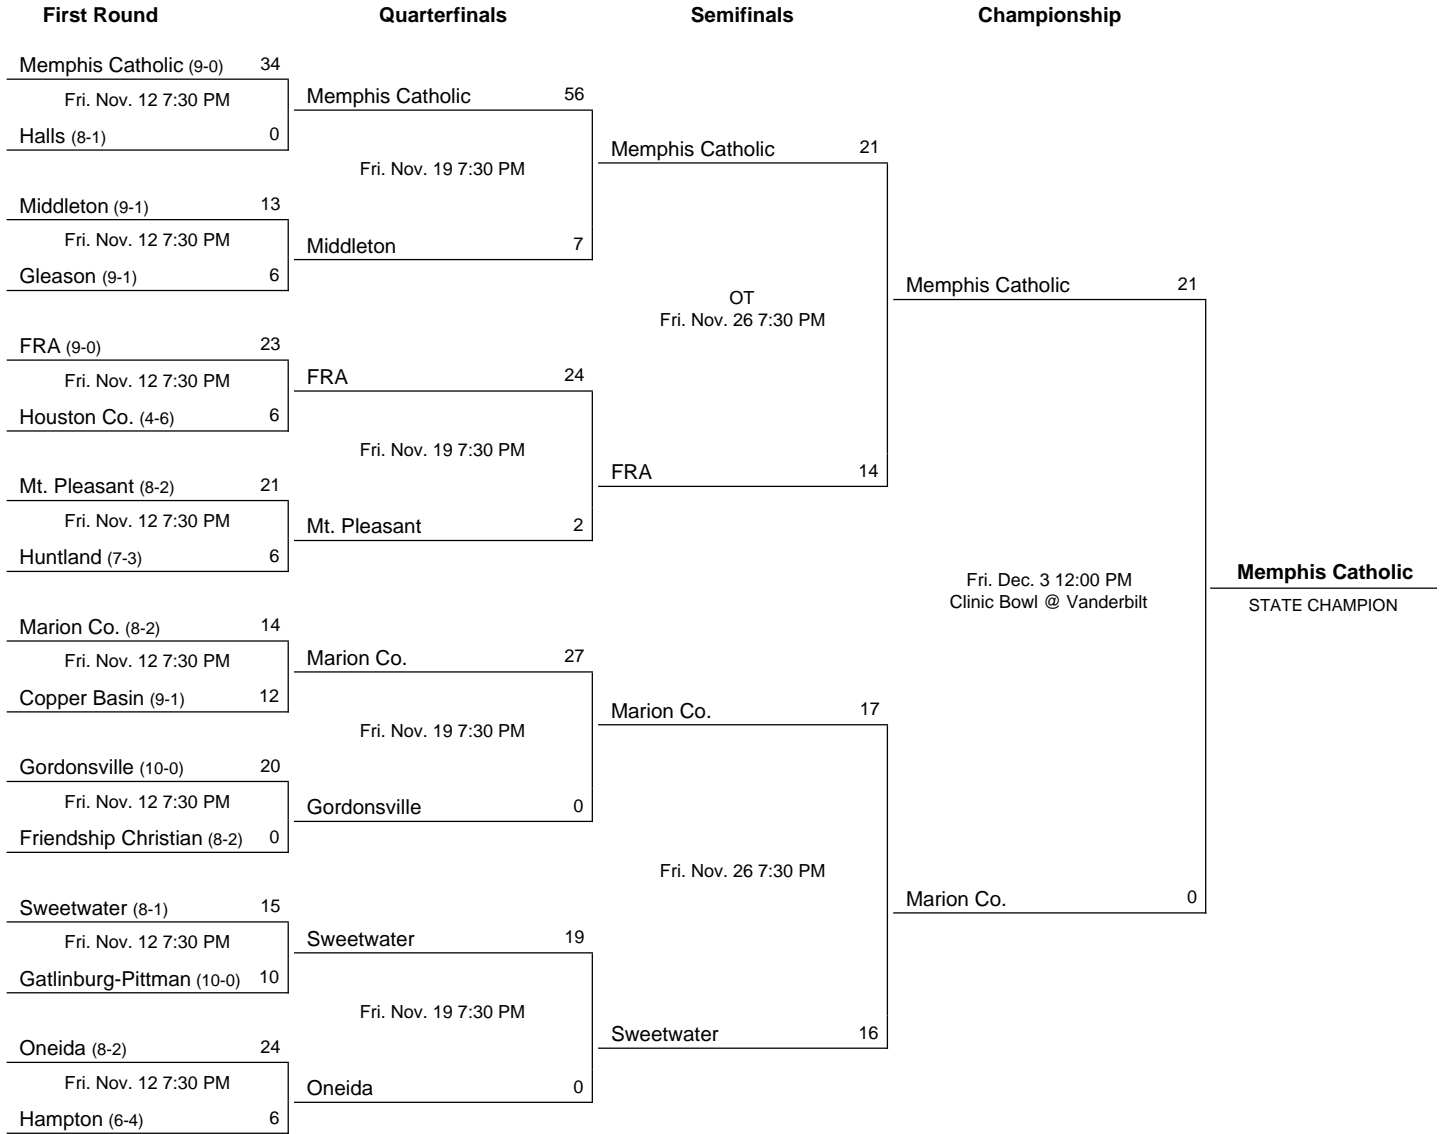 First Round
Quarterfinals
Semifinals
Championship
Memphis Catholic (9-0) 34
Fri. Nov. 12 7:30 PM
Halls (8-1) 0
Middleton (9-1) 13
Fri. Nov. 12 7:30 PM
Gleason (9-1) 6
FRA (9-0) 23
Fri. Nov. 12 7:30 PM
Houston Co. (4-6) 6
Mt. Pleasant (8-2) 21
Fri. Nov. 12 7:30 PM
Huntland (7-3) 6
Marion Co. (8-2) 14
Fri. Nov. 12 7:30 PM
Copper Basin (9-1) 12
Gordonsville (10-0) 20
Fri. Nov. 12 7:30 PM
Friendship Christian (8-2) 0
Sweetwater (8-1) 15
Fri. Nov. 12 7:30 PM
Gatlinburg-Pittman (10-0) 10
Oneida (8-2) 24
Fri. Nov. 12 7:30 PM
Hampton (6-4) 6
Memphis Catholic 56
Fri. Nov. 19 7:30 PM
Middleton 7
FRA 24
Fri. Nov. 19 7:30 PM
Mt. Pleasant 2
Marion Co. 27
Fri. Nov. 19 7:30 PM
Gordonsville 0
Sweetwater 19
Fri. Nov. 19 7:30 PM
Oneida 0
Memphis Catholic 21
OT
Fri. Nov. 26 7:30 PM
FRA 14
Marion Co. 17
Fri. Nov. 26 7:30 PM
Sweetwater 16
Memphis Catholic 21
Fri. Dec. 3 12:00 PM
Clinic Bowl @ Vanderbilt
Marion Co. 0
Memphis Catholic
STATE CHAMPION